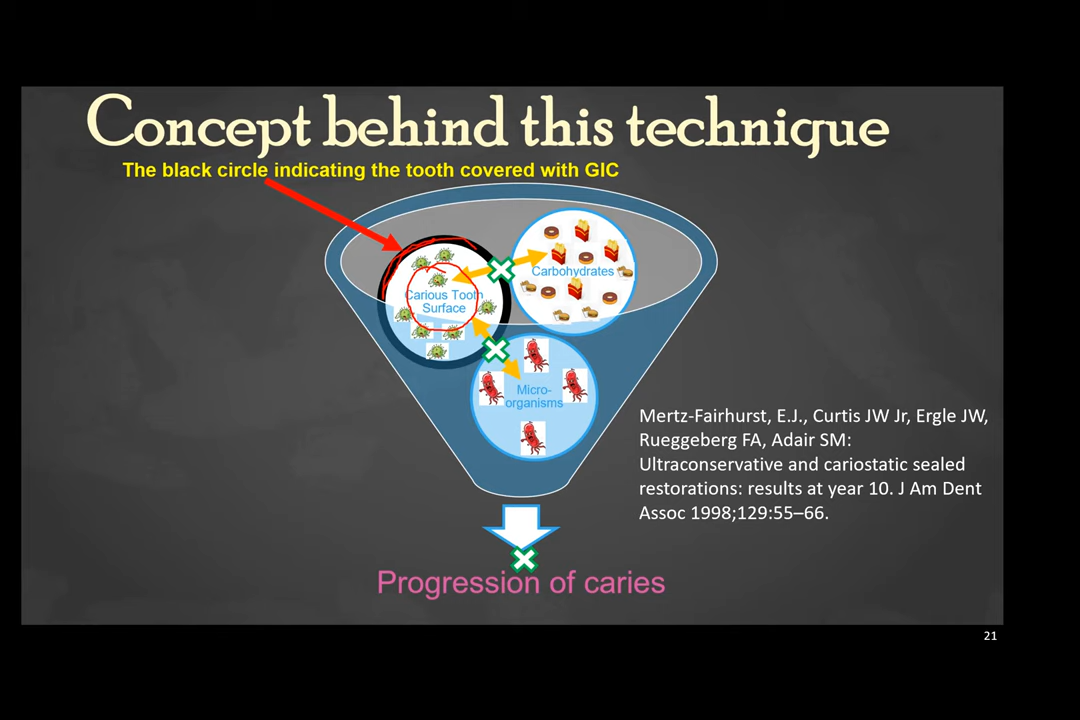 Concept behind this technique
The black circle indicating the tooth covered with GIC
Carbohydrates
Carious Tooth
Surface
Micro-
organisms
Mertz-Fairhurst, E.J., Curtis JW Jr, Ergle JW,
Rueggeberg FA, Adair SM:
Ultraconservative and cariostatic sealed
restorations: results at year 10. J Am Dent
Assoc 1998;129:55–66.
Progression of caries
21